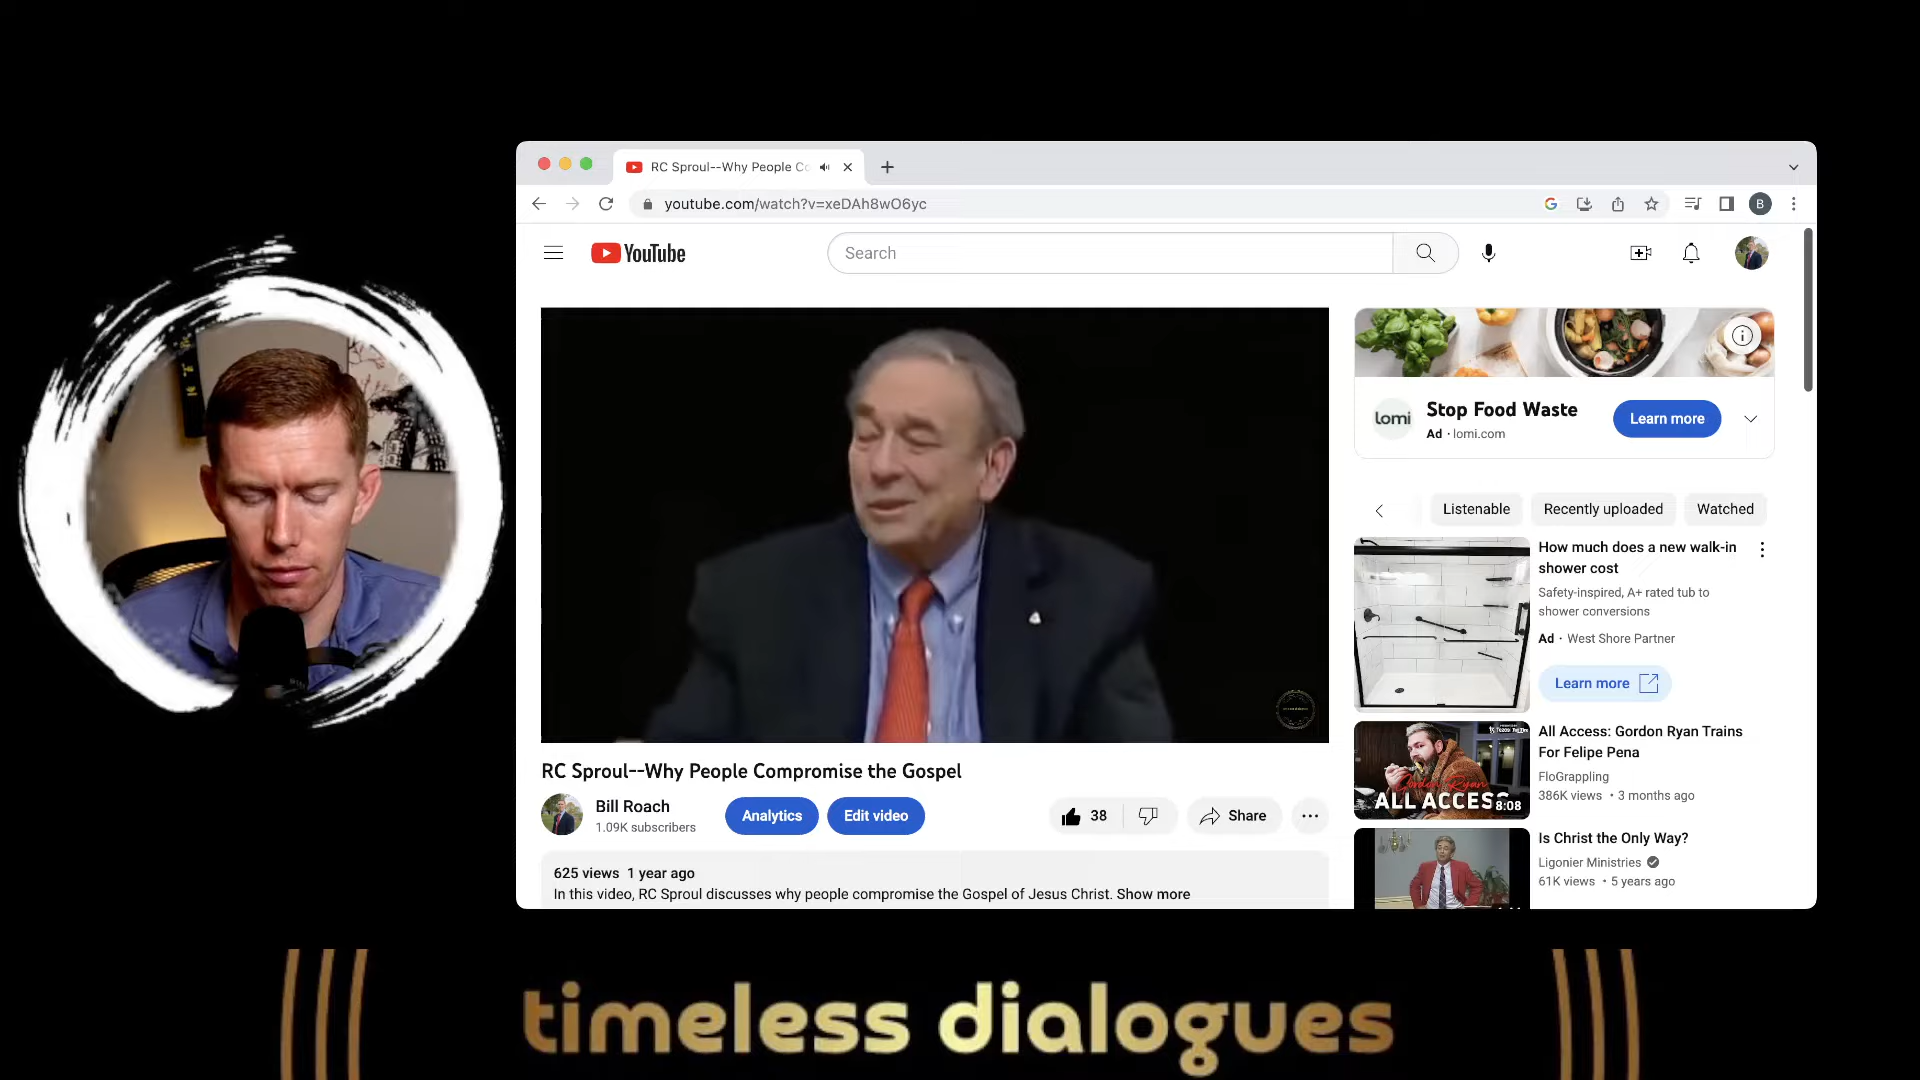 RC Sproul--Why People Co
youtube.com/watch?v=xeDAh8wO6yc
B
YouTube
Search
lomi
Stop Food Waste
Ad · lomi.com
Learn more
Listenable
Recently uploaded
Watched
How much does a new walk-in
shower cost
Safety-inspired, A+ rated tub to
shower conversions
Ad · West Shore Partner
Learn more
Gordon Ryan
ALL ACCESS
8:08
All Access: Gordon Ryan Trains
For Felipe Pena
FloGrappling
386K views • 3 months ago
Is Christ the Only Way?
Ligonier Ministries
61K views • 5 years ago
RC Sproul--Why People Compromise the Gospel
Bill Roach
1.09K subscribers
Analytics
Edit video
38
Share
625 views 1 year ago
In this video, RC Sproul discusses why people compromise the Gospel of Jesus Christ. Show more
timeless dialogues